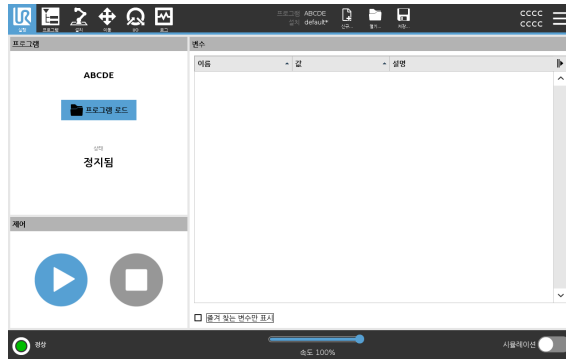 UR
실행 프로그램 설치 이동 I/O 로그
프로그램 ABCDE
설치 default*
신규... 열기... 저장...
CCCC
CCCC
프로그램
변수
ABCDE
이름 값 설명
프로그램 로드
상태
정지됨
제어
즐겨 찾는 변수만 표시
정상
속도 100%
시뮬레이션